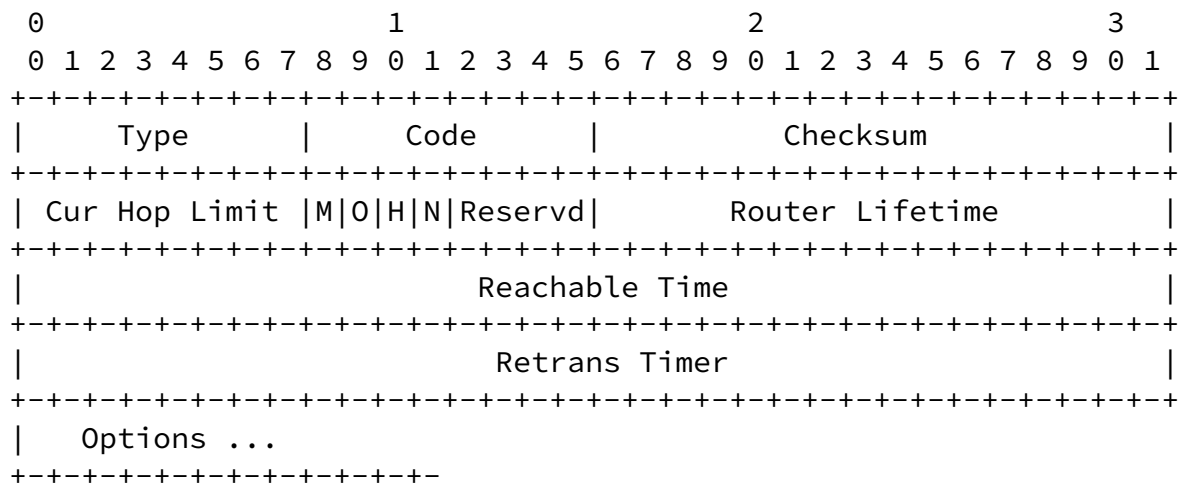 0                   1                   2                   3
 0 1 2 3 4 5 6 7 8 9 0 1 2 3 4 5 6 7 8 9 0 1 2 3 4 5 6 7 8 9 0 1
+-+-+-+-+-+-+-+-+-+-+-+-+-+-+-+-+-+-+-+-+-+-+-+-+-+-+-+-+-+-+-+-+
|     Type      |     Code      |          Checksum             |
+-+-+-+-+-+-+-+-+-+-+-+-+-+-+-+-+-+-+-+-+-+-+-+-+-+-+-+-+-+-+-+-+
| Cur Hop Limit |M|O|H|N|Reservd|       Router Lifetime         |
+-+-+-+-+-+-+-+-+-+-+-+-+-+-+-+-+-+-+-+-+-+-+-+-+-+-+-+-+-+-+-+-+
|                         Reachable Time                        |
+-+-+-+-+-+-+-+-+-+-+-+-+-+-+-+-+-+-+-+-+-+-+-+-+-+-+-+-+-+-+-+-+
|                          Retrans Timer                        |
+-+-+-+-+-+-+-+-+-+-+-+-+-+-+-+-+-+-+-+-+-+-+-+-+-+-+-+-+-+-+-+-+
|   Options ...
+-+-+-+-+-+-+-+-+-+-+-+-